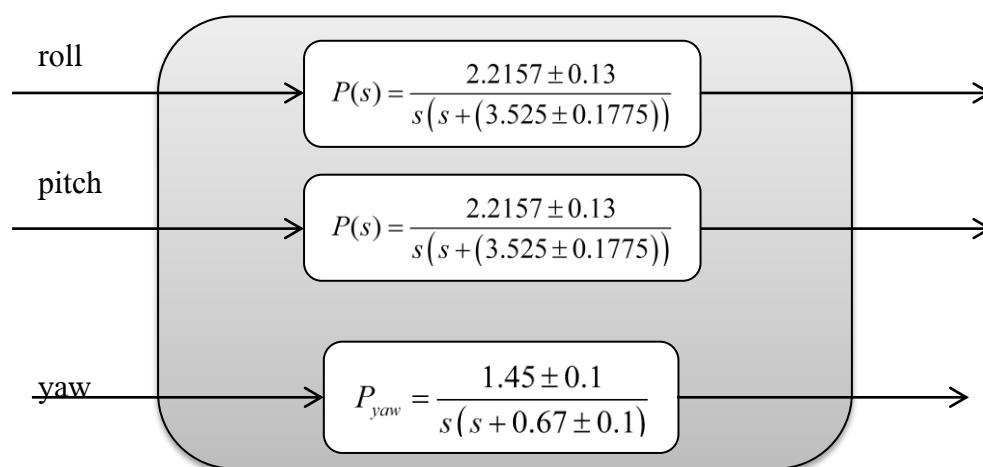 roll
P(s) = 2.2157 ± 0.13 / s(s + (3.525 ± 0.1775))
pitch
P(s) = 2.2157 ± 0.13 / s(s + (3.525 ± 0.1775))
yaw
P_yaw = 1.45 ± 0.1 / s(s + 0.67 ± 0.1)